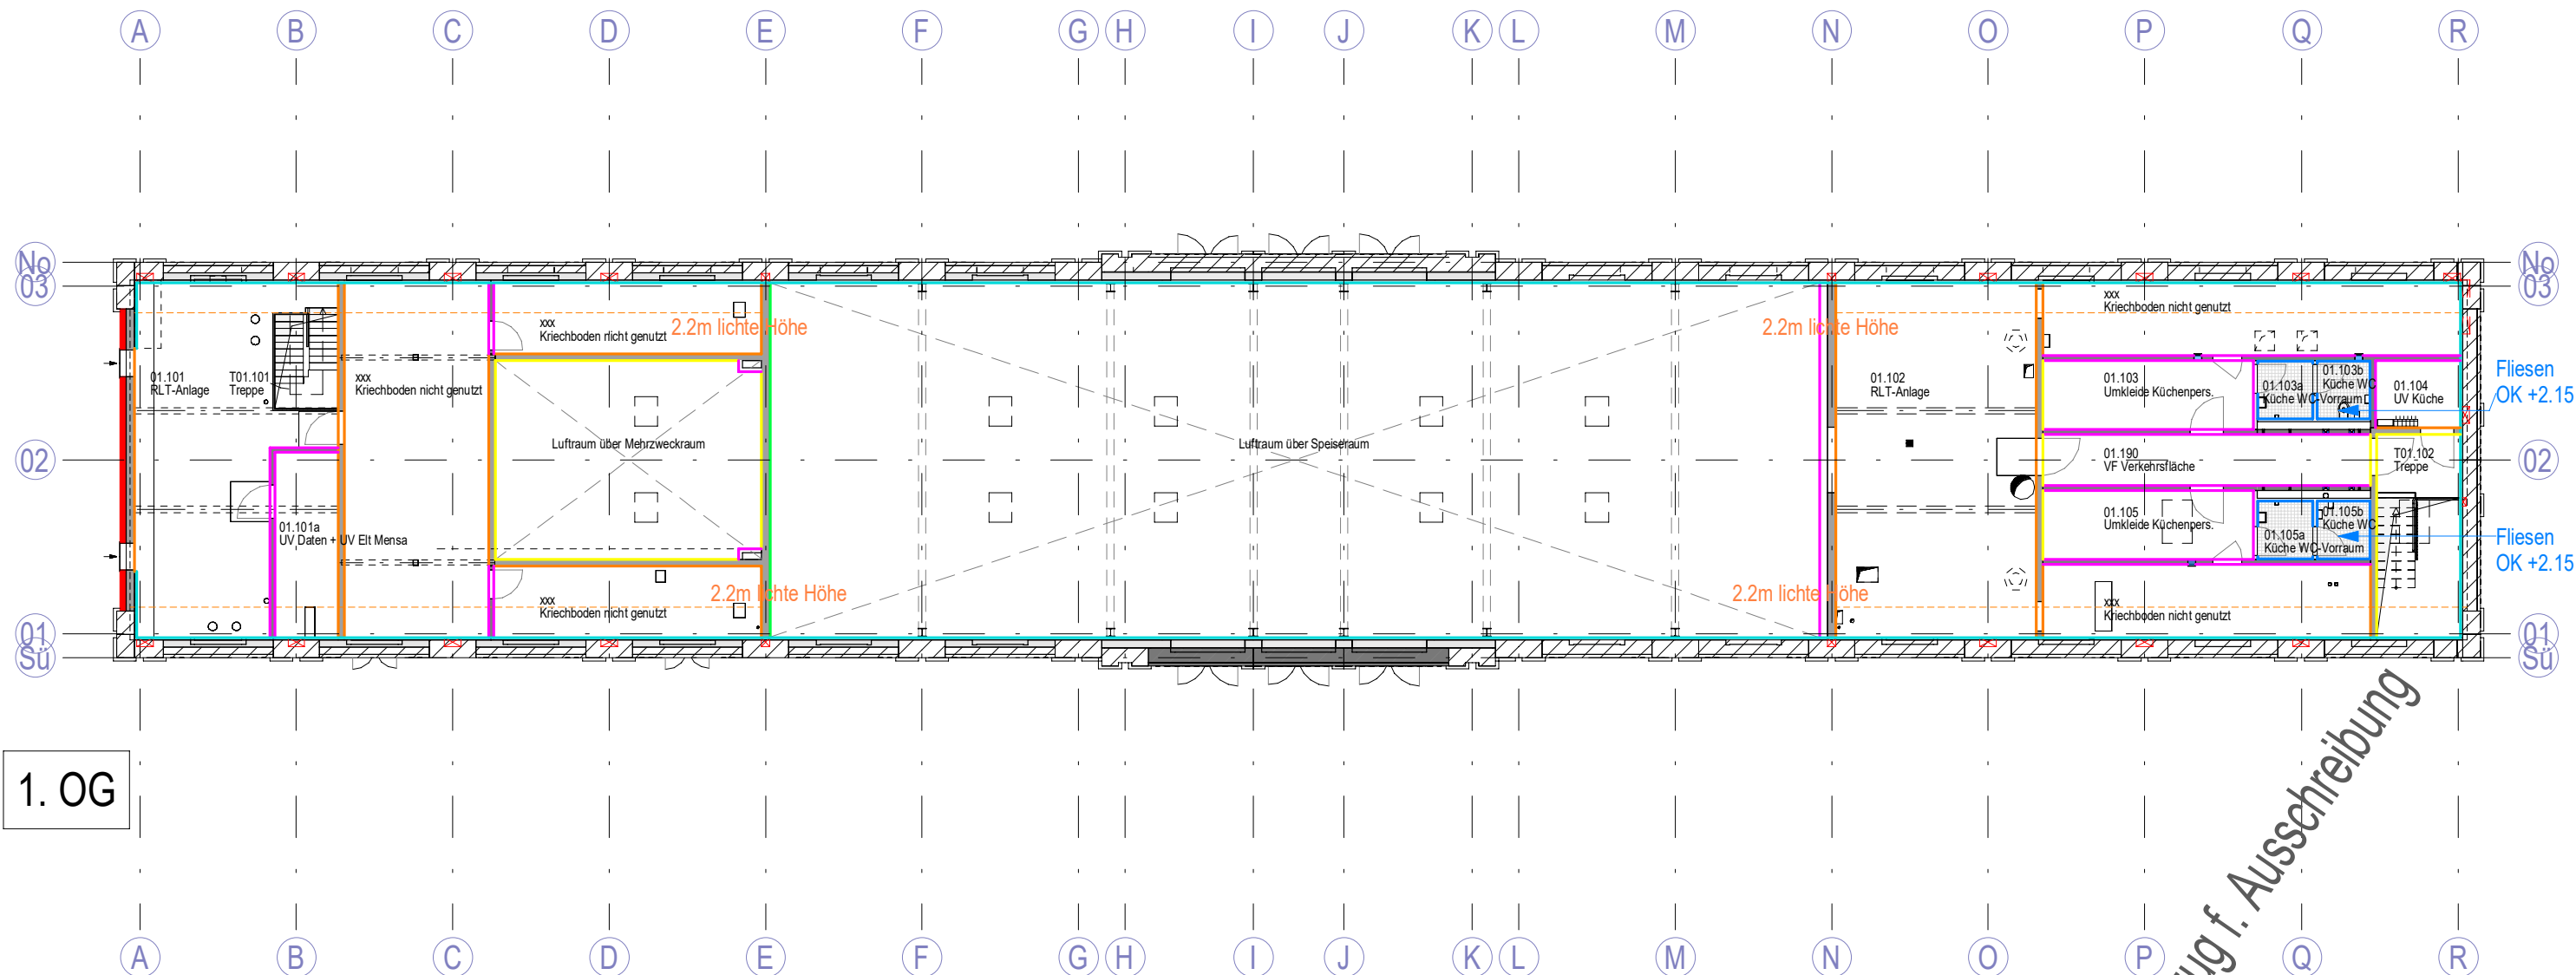 A B C D E F G H I J K L M N O P Q R
No No
03 03
xxx
Kriechboden nicht genutzt
2.2m lichte Höhe
2.2m lichte Höhe
xxx
Kriechboden nicht genutzt
01.101
RLT-Anlage
T01.101
Treppe
xxx
Kriechboden nicht genutzt
01.102
RLT-Anlage
01.103
Umkleide Küchenpers.
01.103a
Küche WC-Vorraum
01.103b
Küche WC
01.104
UV Küche
Fliesen
OK +2.15
Luftraum über Mehrzweckraum
Luftraum über Speiseraum
02 02
01.190
VF Verkehrsfläche
T01.102
Treppe
01.101a
UV Daten + UV Elt Mensa
01.105
Umkleide Küchenpers.
01.105a
Küche WC-Vorraum
01.105b
Küche WC
Fliesen
OK +2.15
xxx
Kriechboden nicht genutzt
2.2m lichte Höhe
2.2m lichte Höhe
xxx
Kriechboden nicht genutzt
01 01
Sü Sü
1. OG
f. Ausschreibung
A B C D E F G H I J K L M N O P Q R